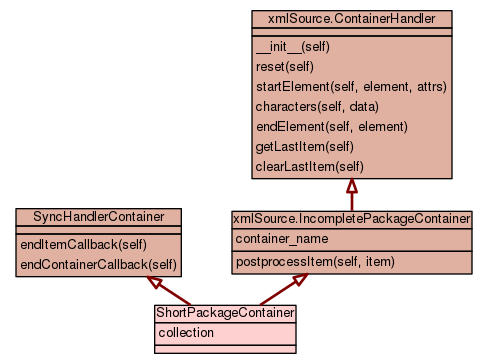 xmlSource.ContainerHandler
__init__(self)
reset(self)
startElement(self, element, attrs)
characters(self, data)
endElement(self, element)
getLastItem(self)
clearLastItem(self)
SyncHandlerContainer
endItemCallback(self)
endContainerCallback(self)
xmlSource.IncompletePackageContainer
container_name
postprocessItem(self, item)
ShortPackageContainer
collection